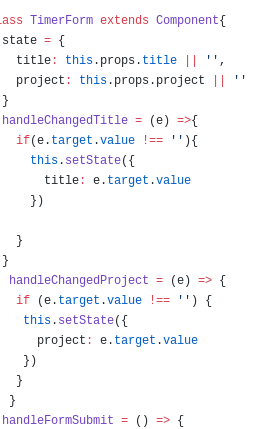 lass TimerForm extends Component{
state = {
title: this.props.title || '',
project: this.props.project || ''
}
handleChangedTitle = (e) =>{
if(e.target.value !== ''){
this.setState({
title: e.target.value
})
}
}
handleChangedProject = (e) => {
if (e.target.value !== '') {
this.setState({
project: e.target.value
})
}
}
handleFormSubmit = () => {